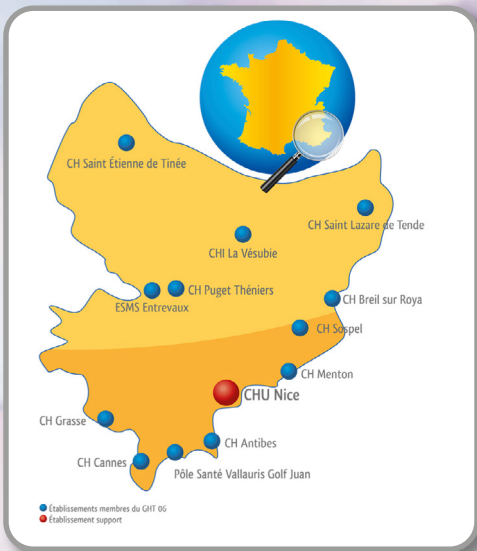 CH Saint Étienne de Tinée
CH Saint Lazare de Tende
CHI La Vésubie
CH Puget Théniers
ESMS Entrevaux
CH Breil sur Roya
CH Sospel
CH Menton
CHU Nice
CH Grasse
CH Antibes
CH Cannes
Pôle Santé Vallauris Golf Juan
Établissements membres du GHT 06
Établissement support